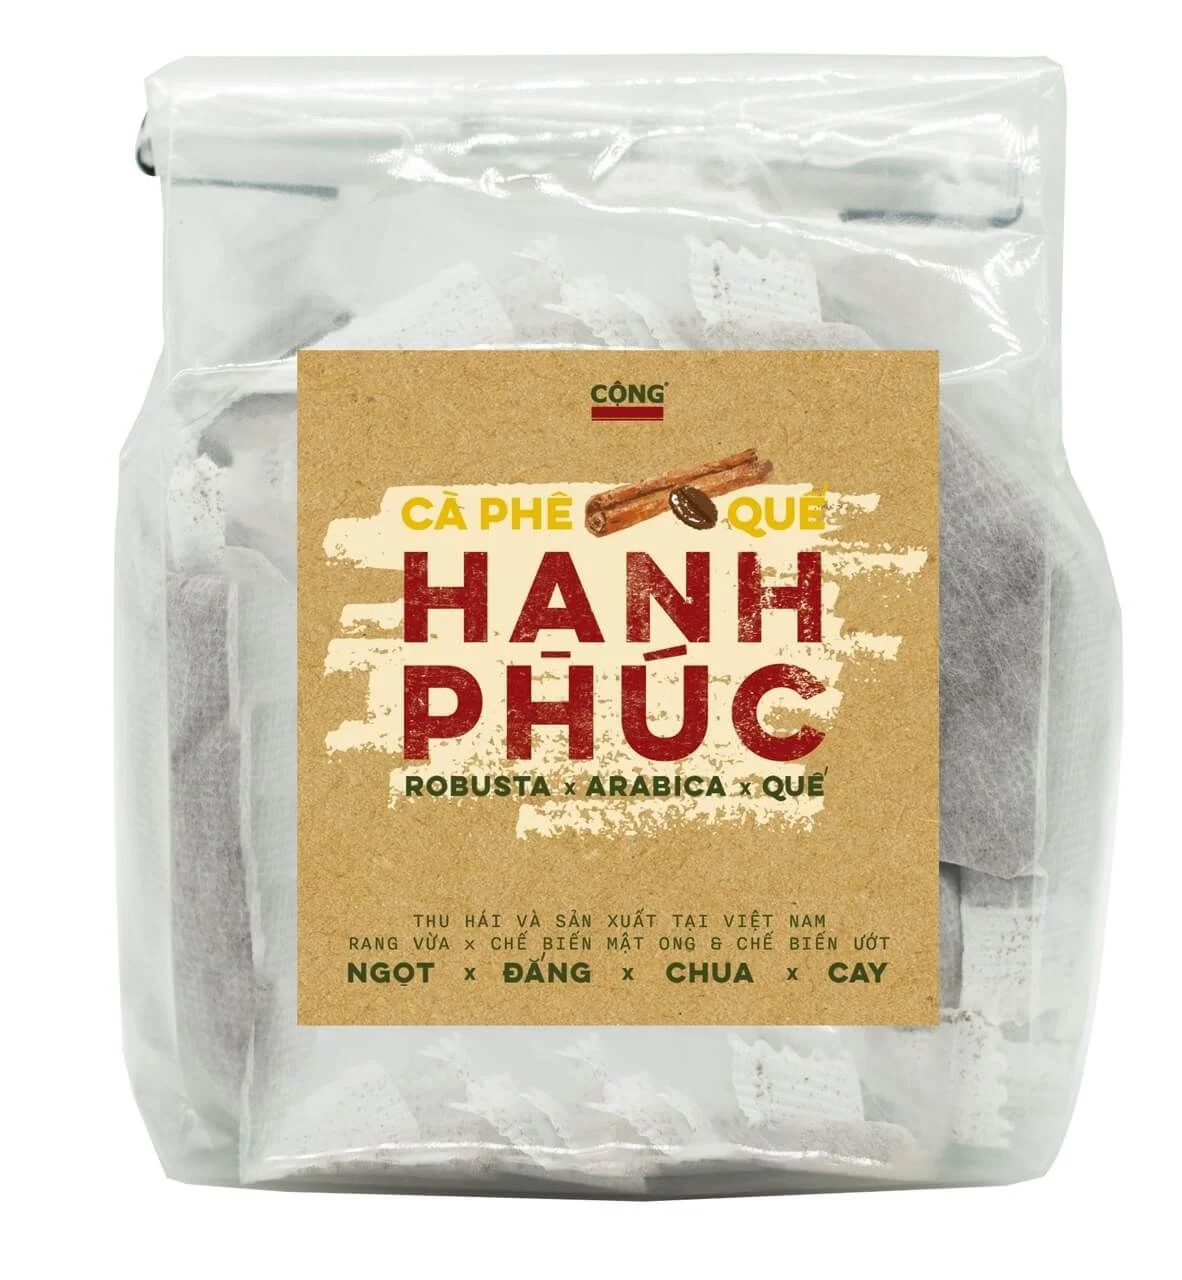 CỘNG
CÀ PHÊ QUẾ
HẠNH
PHÚC
ROBUSTA x ARABICA x QUẾ
THU HÁI VÀ SẢN XUẤT TẠI VIỆT NAM
RANG VỪA x CHẾ BIẾN MẬT ONG & CHẾ BIẾN ƯỚT
NGỌT x ĐẮNG x CHUA x CAY